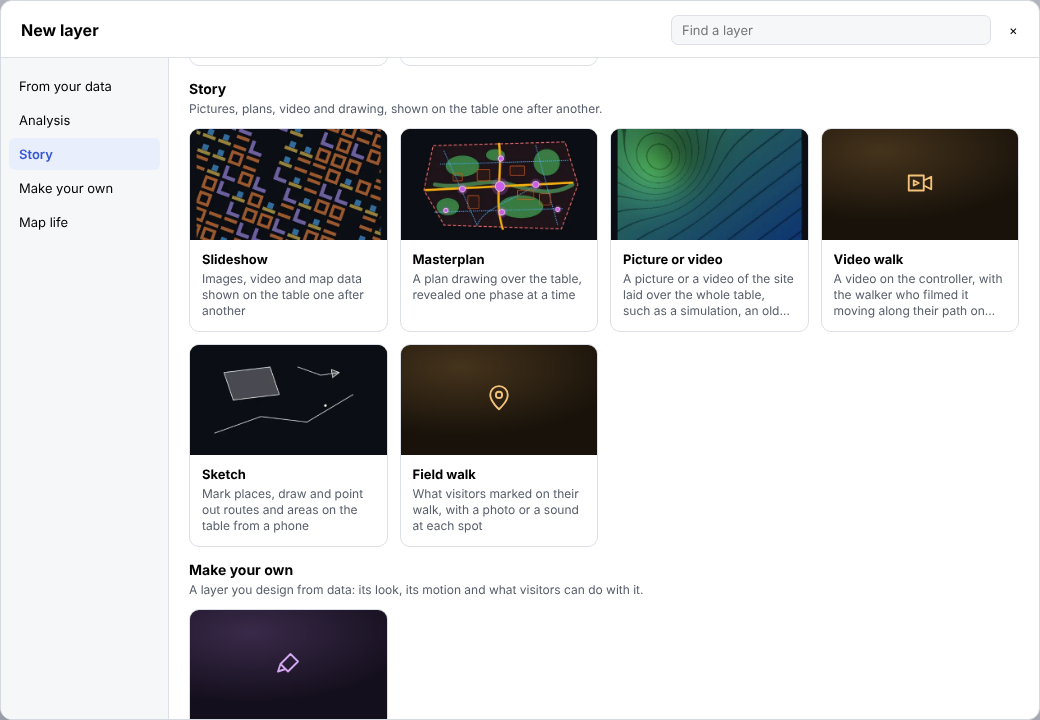 New layer
Find a layer
×
From your data
Analysis
Story
Make your own
Map life
Story
Pictures, plans, video and drawing, shown on the table one after another.
Slideshow
Images, video and map data
shown on the table one after
another
Masterplan
A plan drawing over the table,
revealed one phase at a time
Picture or video
A picture or a video of the site
laid over the whole table,
such as a simulation, an old...
Video walk
A video on the controller, with
the walker who filmed it
moving along their path on...
Sketch
Mark places, draw and point
out routes and areas on the
table from a phone
Field walk
What visitors marked on their
walk, with a photo or a sound
at each spot
Make your own
A layer you design from data: its look, its motion and what visitors can do with it.